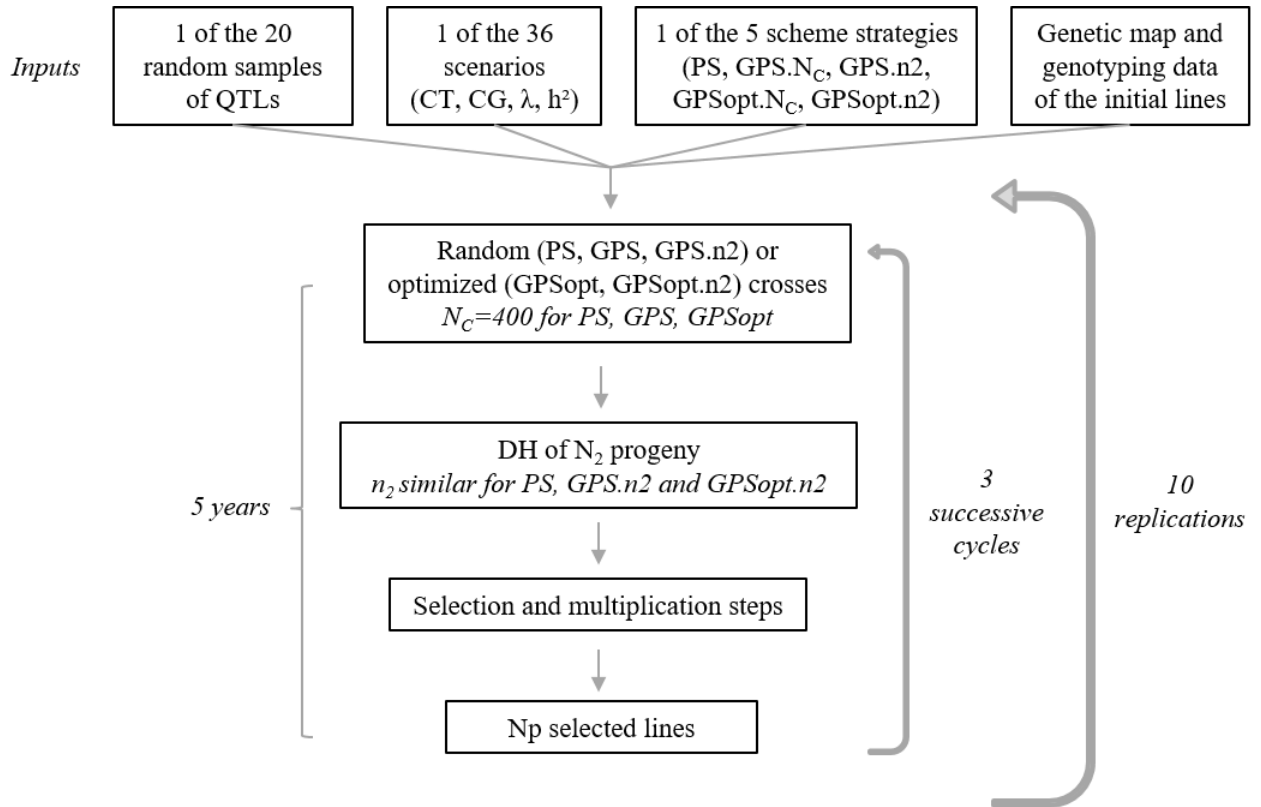 Inputs
1 of the 20
random samples
of QTLs
1 of the 36
scenarios
(CT, CG, λ, h²)
1 of the 5 scheme strategies
(PS, GPS.N_C, GPS.n2,
GPSopt.N_C, GPSopt.n2)
Genetic map and
genotyping data
of the initial lines
Random (PS, GPS, GPS.n2) or
optimized (GPSopt, GPSopt.n2) crosses
N_C=400 for PS, GPS, GPSopt
DH of N₂ progeny
n₂ similar for PS, GPS.n2 and GPSopt.n2
Selection and multiplication steps
Np selected lines
5 years
3
successive
cycles
10
replications